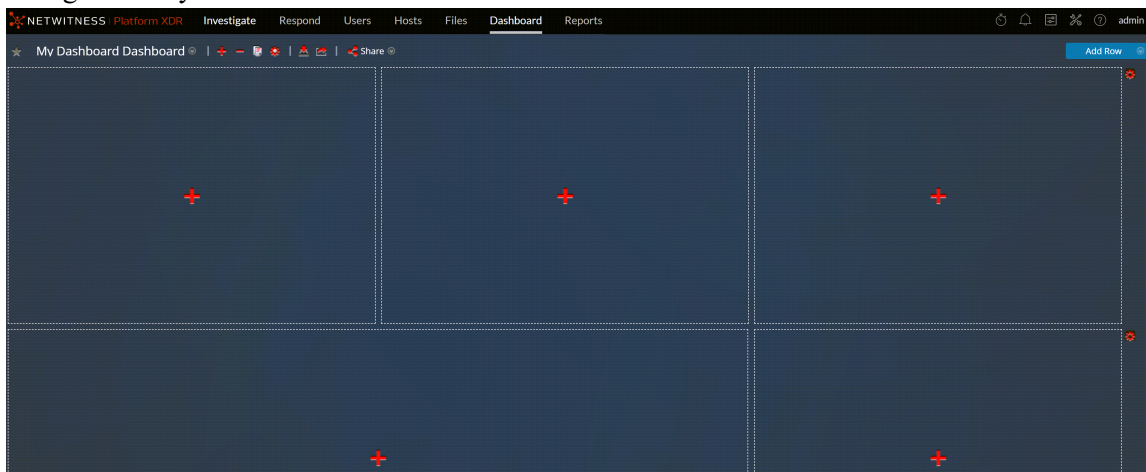 NETWITNESS Platform XDR Investigate Respond Users Hosts Files Dashboard Reports admin
My Dashboard Dashboard Share Add Row